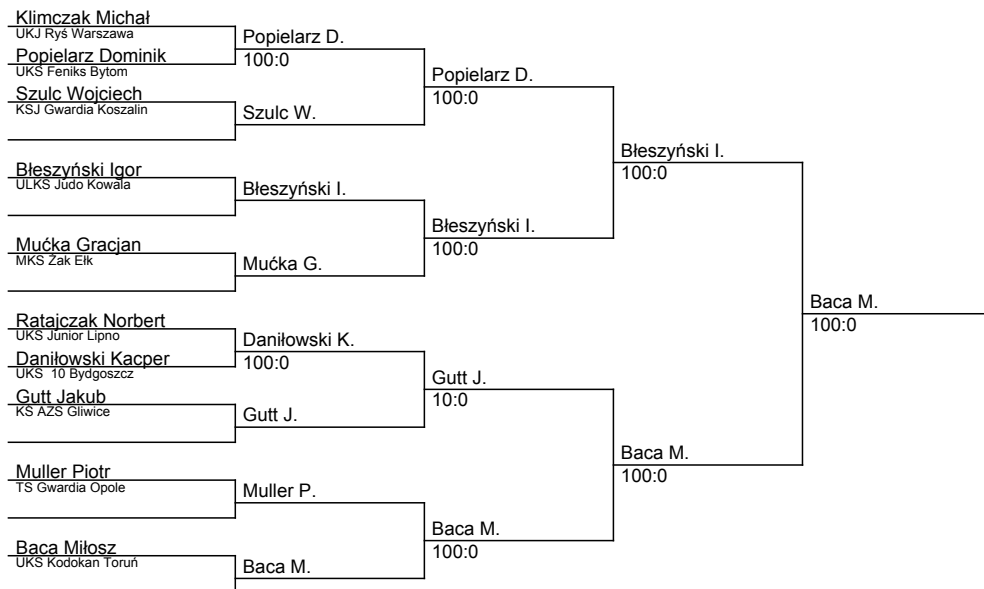 Klimczak Michał
UKJ Ryś Warszawa
Popielarz Dominik
UKS Feniks Bytom
Szulc Wojciech
KSJ Gwardia Koszalin
Błeszyński Igor
ULKS Judo Kowala
Mućka Gracjan
MKS Żak Ełk
Ratajczak Norbert
UKS Junior Lipno
Daniłowski Kacper
UKS 10 Bydgoszcz
Gutt Jakub
KS AZS Gliwice
Muller Piotr
TS Gwardia Opole
Baca Miłosz
UKS Kodokan Toruń
Popielarz D.
100:0
Szulc W.
Błeszyński I.
Mućka G.
Daniłowski K.
100:0
Gutt J.
Muller P.
Baca M.
Popielarz D.
100:0
Błeszyński I.
100:0
Gutt J.
10:0
Baca M.
100:0
Błeszyński I.
100:0
Baca M.
100:0
Baca M.
100:0